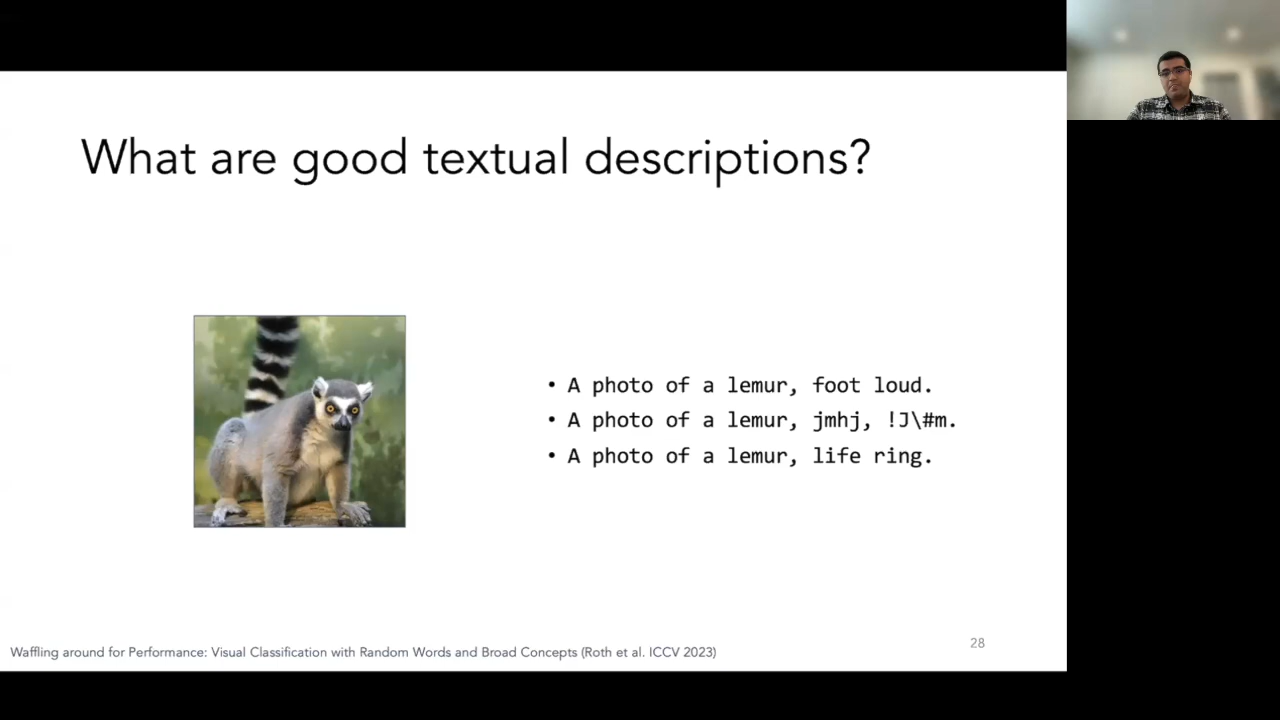 What are good textual descriptions?
• A photo of a lemur, foot loud.
• A photo of a lemur, jmhj, !J\#m.
• A photo of a lemur, life ring.
28
Waffling around for Performance: Visual Classification with Random Words and Broad Concepts (Roth et al. ICCV 2023)